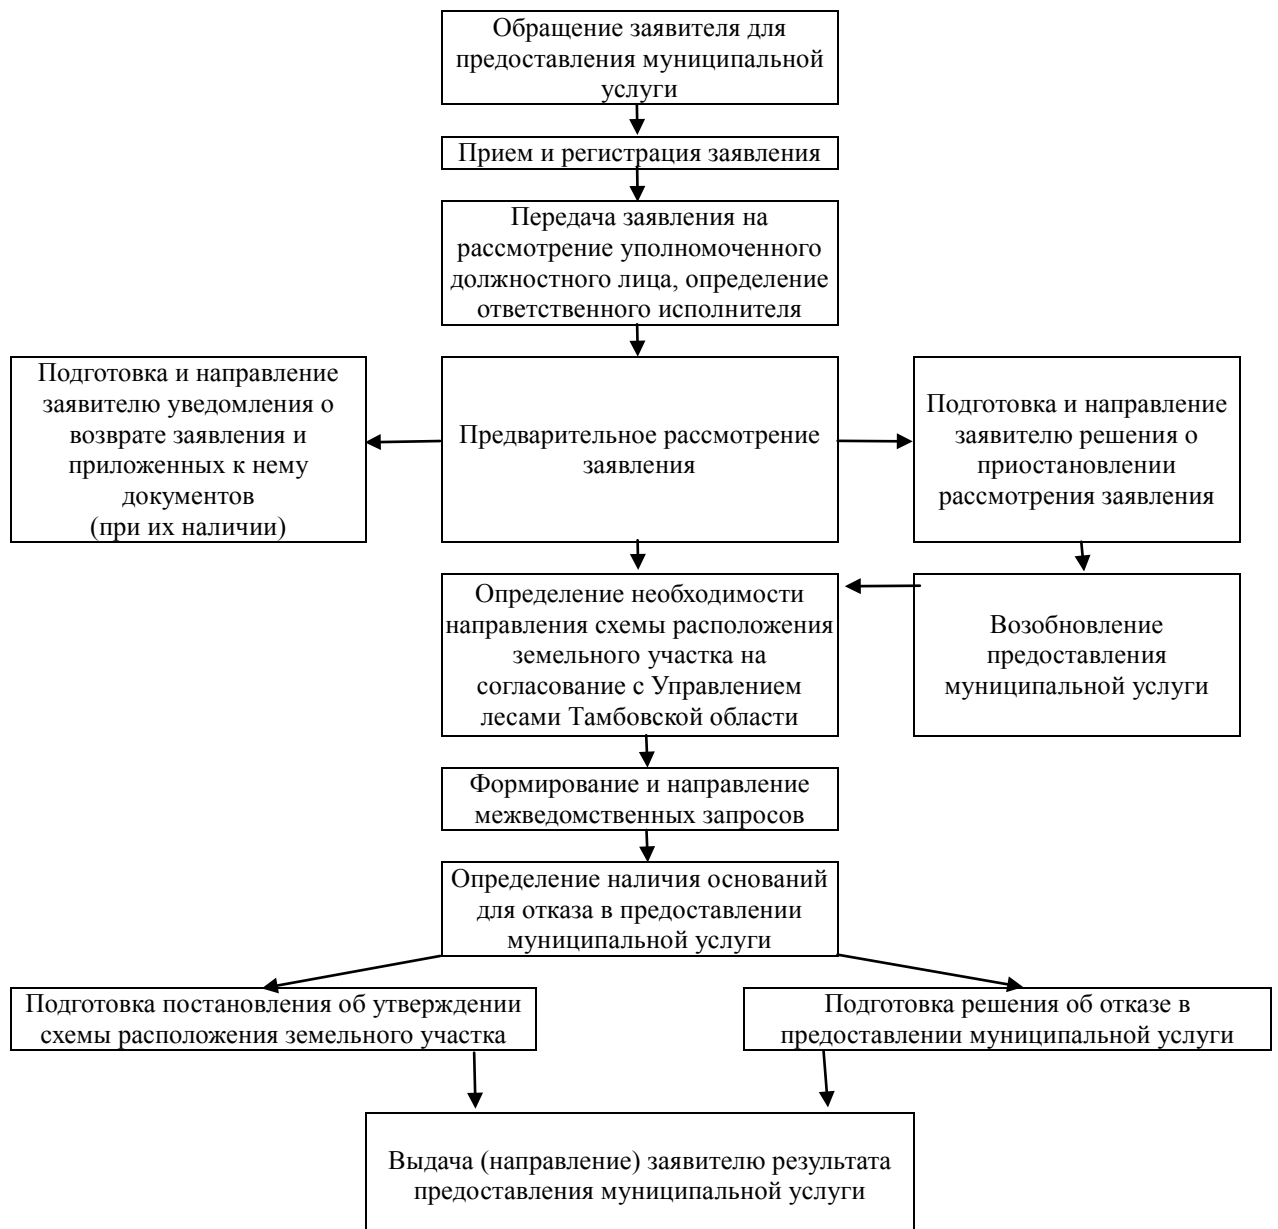 Обращение заявителя для
предоставления муниципальной
услуги
Прием и регистрация заявления
Передача заявления на
рассмотрение уполномоченного
должностного лица, определение
ответственного исполнителя
Подготовка и направление
заявителю уведомления о
возврате заявления и
приложенных к нему
документов
(при их наличии)
Предварительное рассмотрение
заявления
Подготовка и направление
заявителю решения о
приостановлении
рассмотрения заявления
Определение необходимости
направления схемы расположения
земельного участка на
согласование с Управлением
лесами Тамбовской области
Возобновление
предоставления
муниципальной услуги
Формирование и направление
межведомственных запросов
Определение наличия оснований
для отказа в предоставлении
муниципальной услуги
Подготовка постановления об утверждении
схемы расположения земельного участка
Подготовка решения об отказе в
предоставлении муниципальной услуги
Выдача (направление) заявителю результата
предоставления муниципальной услуги